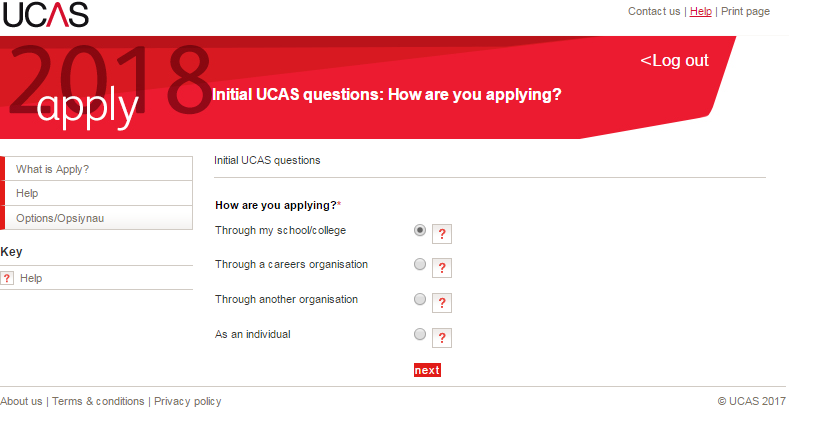 UCAS
Contact us | Help | Print page
2018
apply
<Log out
Initial UCAS questions: How are you applying?
What is Apply?
Help
Options/Opsiynau
Key
? Help
Initial UCAS questions
How are you applying?*
Through my school/college ?
Through a careers organisation ?
Through another organisation ?
As an individual ?
next
About us | Terms & conditions | Privacy policy
© UCAS 2017